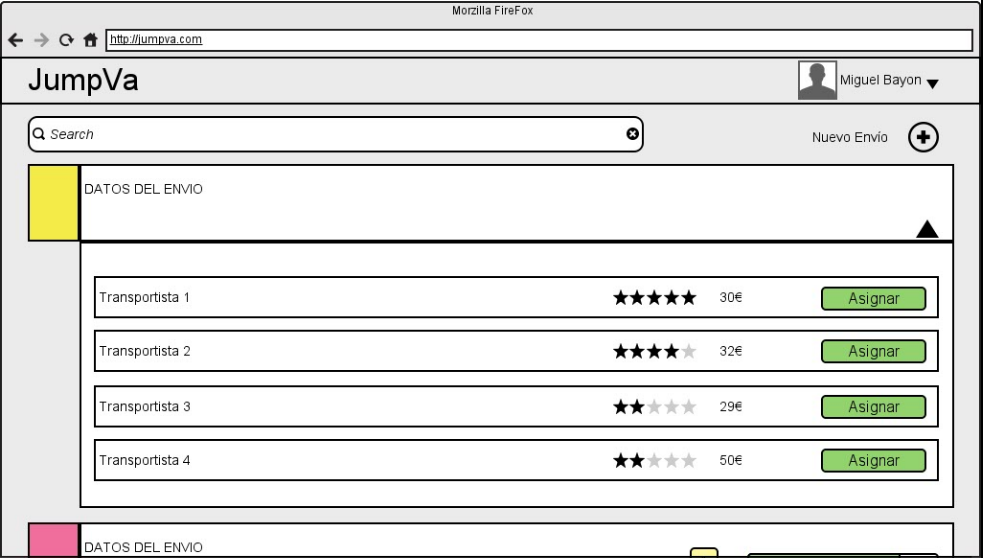 Morzilla FireFox
http://jumpva.com
JumpVa
Miguel Bayon
Search
Nuevo Envío
DATOS DEL ENVIO
Transportista 1 30€ Asignar
Transportista 2 32€ Asignar
Transportista 3 29€ Asignar
Transportista 4 50€ Asignar
DATOS DEL ENVIO